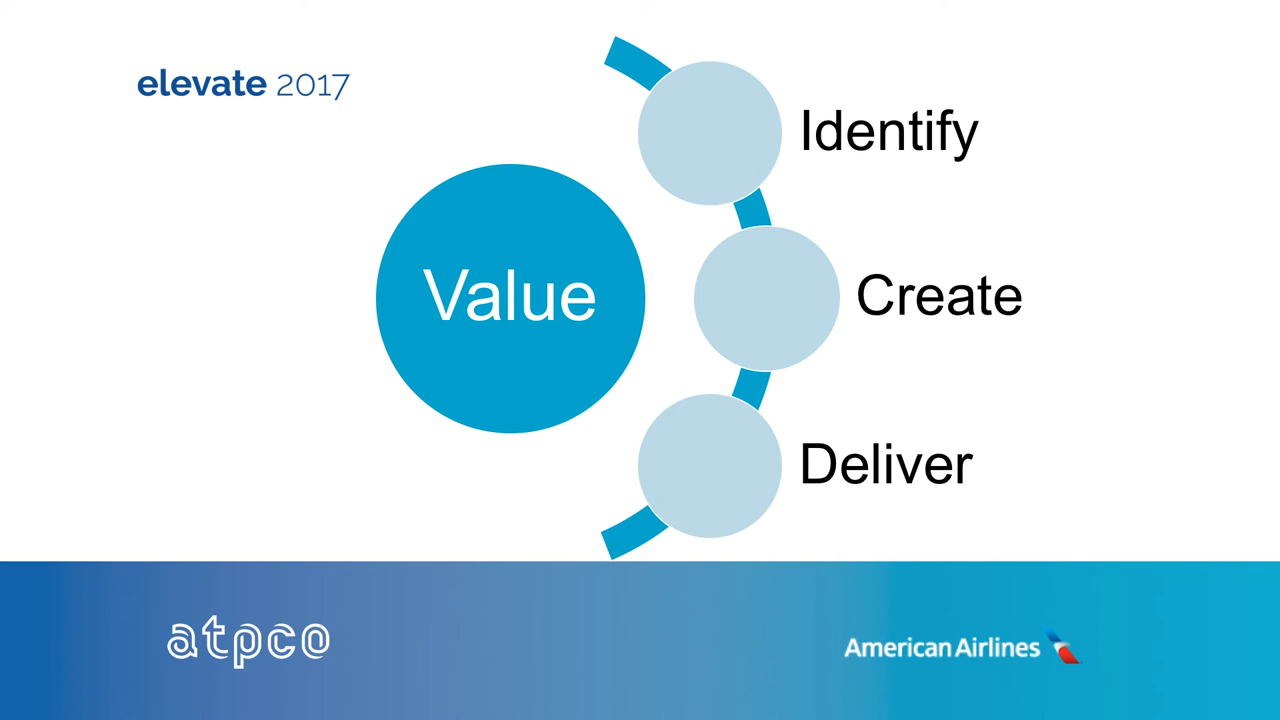 elevate 2017
Identify
Value
Create
Deliver
atpco
American Airlines